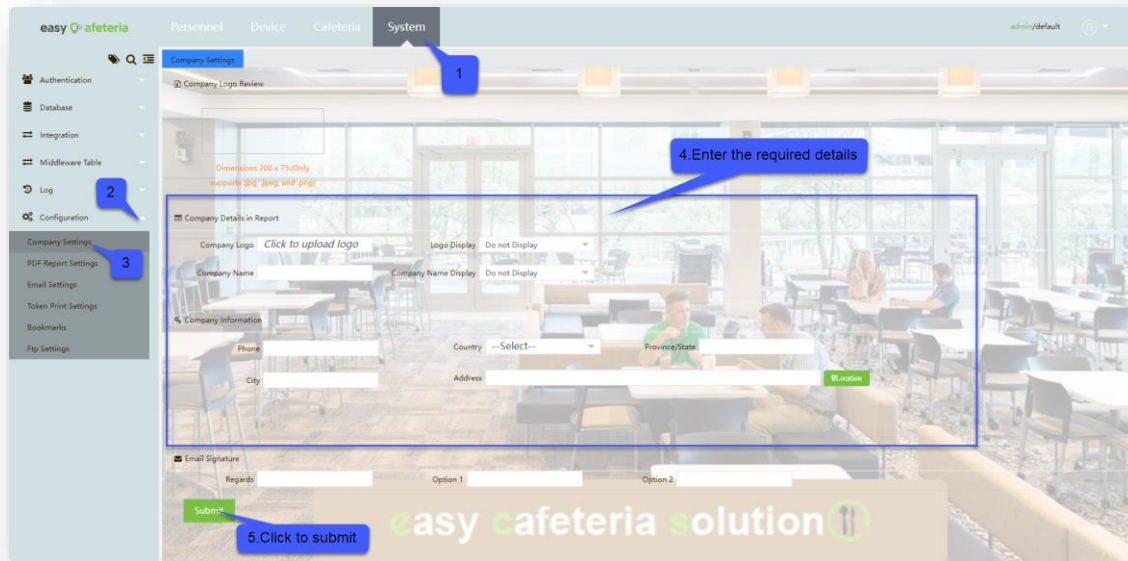 easy Cafeteria
Personnel Device Cafeteria System
admin/default
1
Authentication
Database
Integration
Middleware Table
Log
2
Configuration
Company Settings
3
PDF Report Settings
Email Settings
Token Print Settings
Bookmarks
Ftp Settings
Company Settings
Company Logo Review
Dimensions 200 x 75.(Only
supports .jpg, .jpeg, and .png)
4.Enter the required details
Company Details in Report
Company Logo Click to upload logo Logo Display Do not Display
Company Name Company Name Display Do not Display
Company Information
Phone Country --Select-- Province/State
City Address Location
Email Signature
Regards Option 1 Option 2
Submit
5.Click to submit
easy cafeteria solution